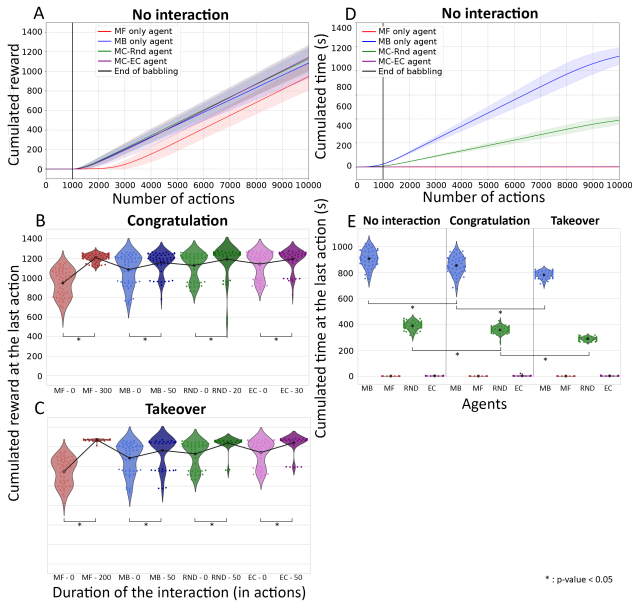 A
No interaction
MF only agent
MB only agent
MC-Rnd agent
MC-EC agent
End of babbling
Cumulated reward
1400
1200
1000
800
600
400
200
0
0 1000 2000 3000 4000 5000 6000 7000 8000 9000 10000
Number of actions
D
No interaction
MF only agent
MB only agent
MC-Rnd agent
MC-EC agent
End of babbling
Cumulated time (s)
1400
1200
1000
800
600
400
200
0
0 1000 2000 3000 4000 5000 6000 7000 8000 9000 10000
Number of actions
B
Congratulation
1400
1200
1000
800
600
400
200
0
* * * *
MF - 0 MF - 300 MB - 0 MB - 50 RND - 0 RND - 20 EC - 0 EC - 30
Cumulated reward at the last action
C
Takeover
* * * *
MF - 0 MF - 200 MB - 0 MB - 50 RND - 0 RND - 50 EC - 0 EC - 50
Duration of the interaction (in actions)
E
No interaction Congratulation Takeover
Cumulated time at the last action (s)
1000
800
600
400
200
0
* *
* *
MB MF RND EC MB MF RND EC MB MF RND EC
Agents
* : p-value < 0.05